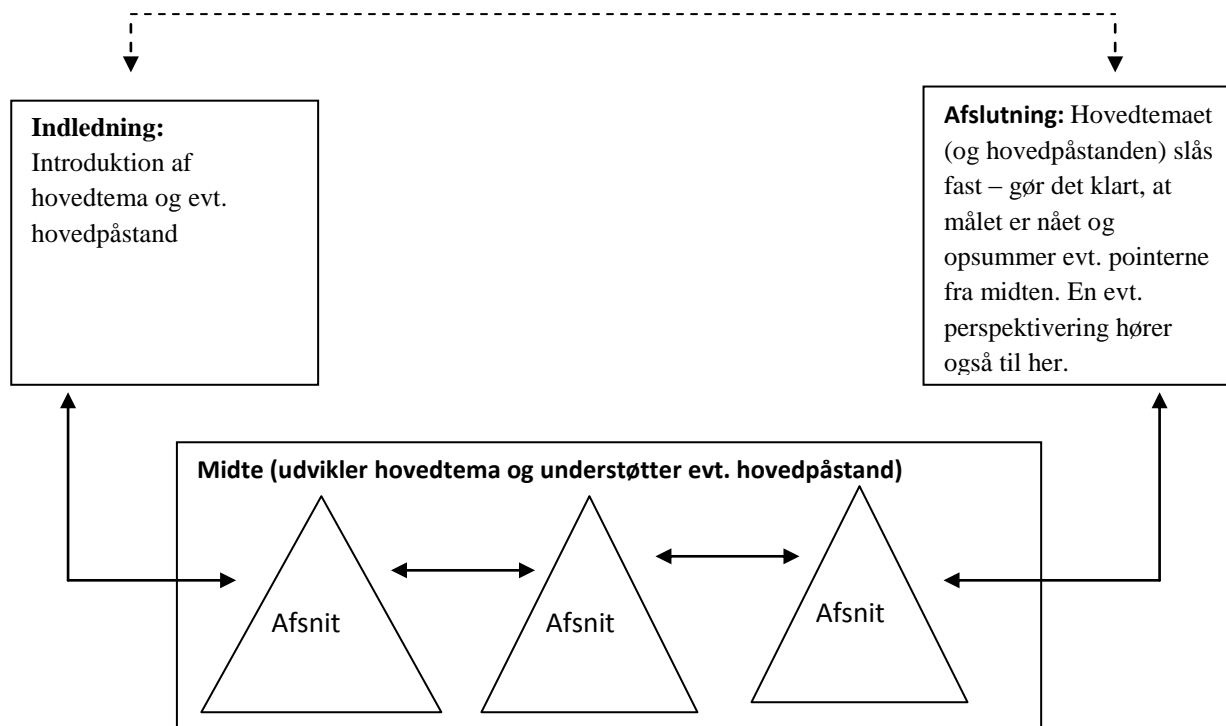 Indledning:
Introduktion af
hovedtema og evt.
hovedpåstand
Afslutning: Hovedtemaet
(og hovedpåstanden) slås
fast – gør det klart, at
målet er nået og
opsummer evt. pointerne
fra midten. En evt.
perspektivering hører
også til her.
Midte (udvikler hovedtema og understøtter evt. hovedpåstand)
Afsnit
Afsnit
Afsnit